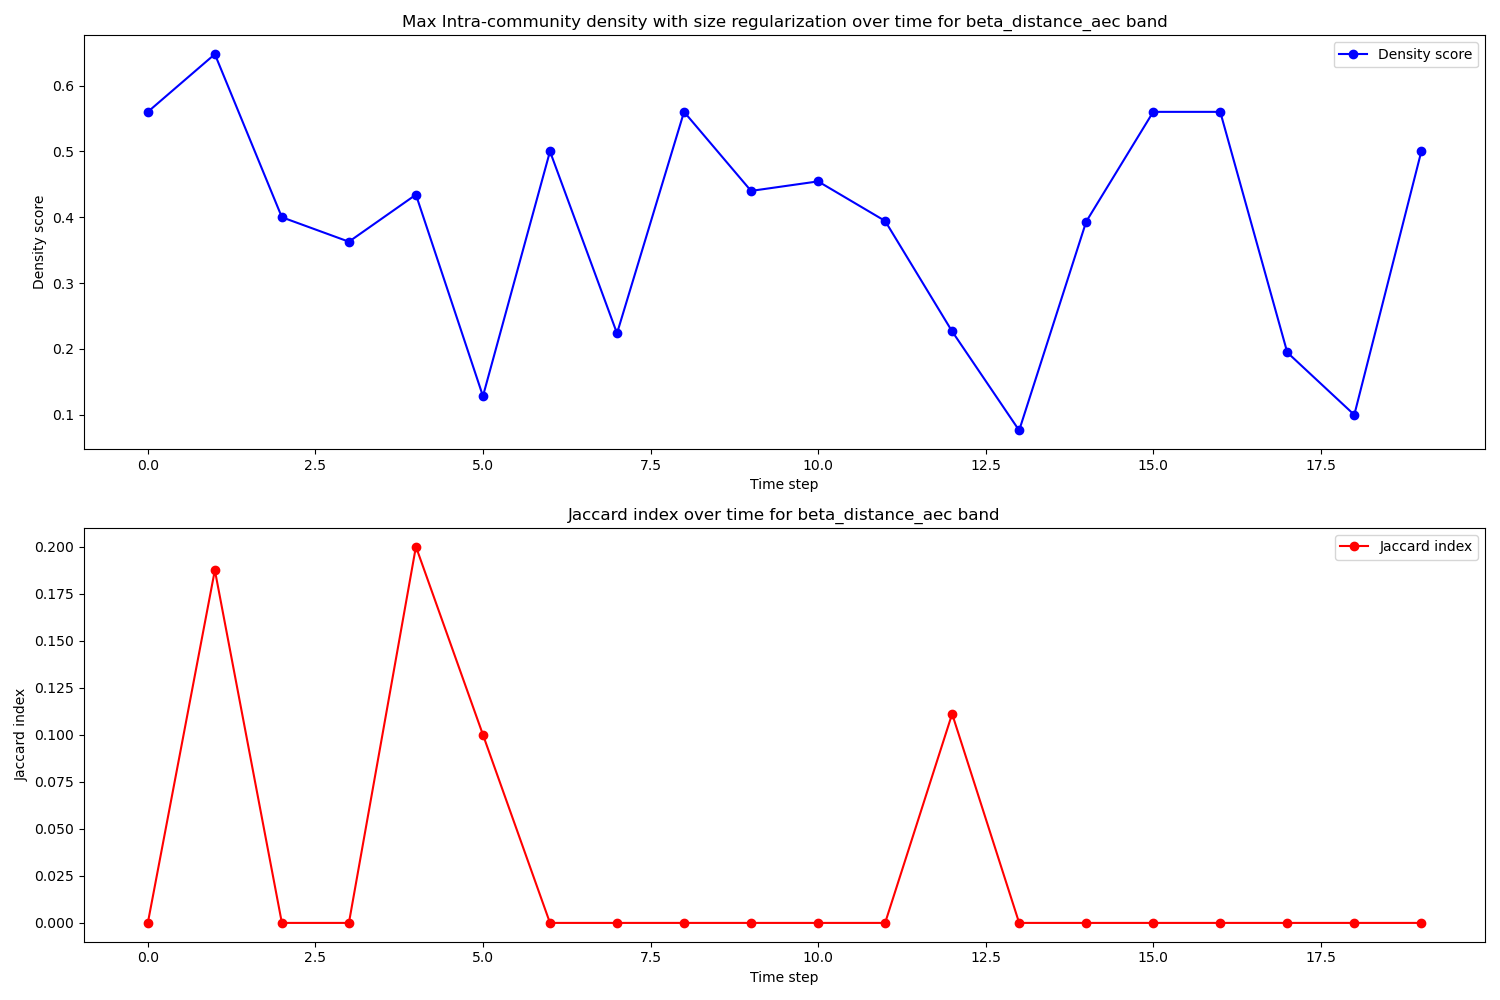 Max Intra-community density with size regularization over time for beta_distance_aec band
Density score
0.6
0.5
0.4
0.3
0.2
0.1
Density score
0.0 2.5 5.0 7.5 10.0 12.5 15.0 17.5
Time step
Jaccard index over time for beta_distance_aec band
Jaccard index
0.200
0.175
0.150
0.125
0.100
0.075
0.050
0.025
0.000
Jaccard index
0.0 2.5 5.0 7.5 10.0 12.5 15.0 17.5
Time step